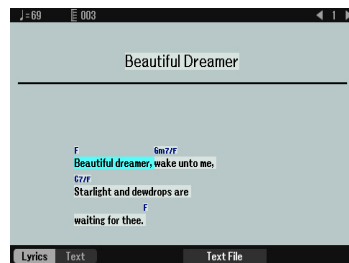 ♩=69 003 1
Beautiful Dreamer
F Gm7/F
Beautiful dreamer, wake unto me,
C7/F
Starlight and dewdrops are
F
waiting for thee.
Lyrics Text Text File